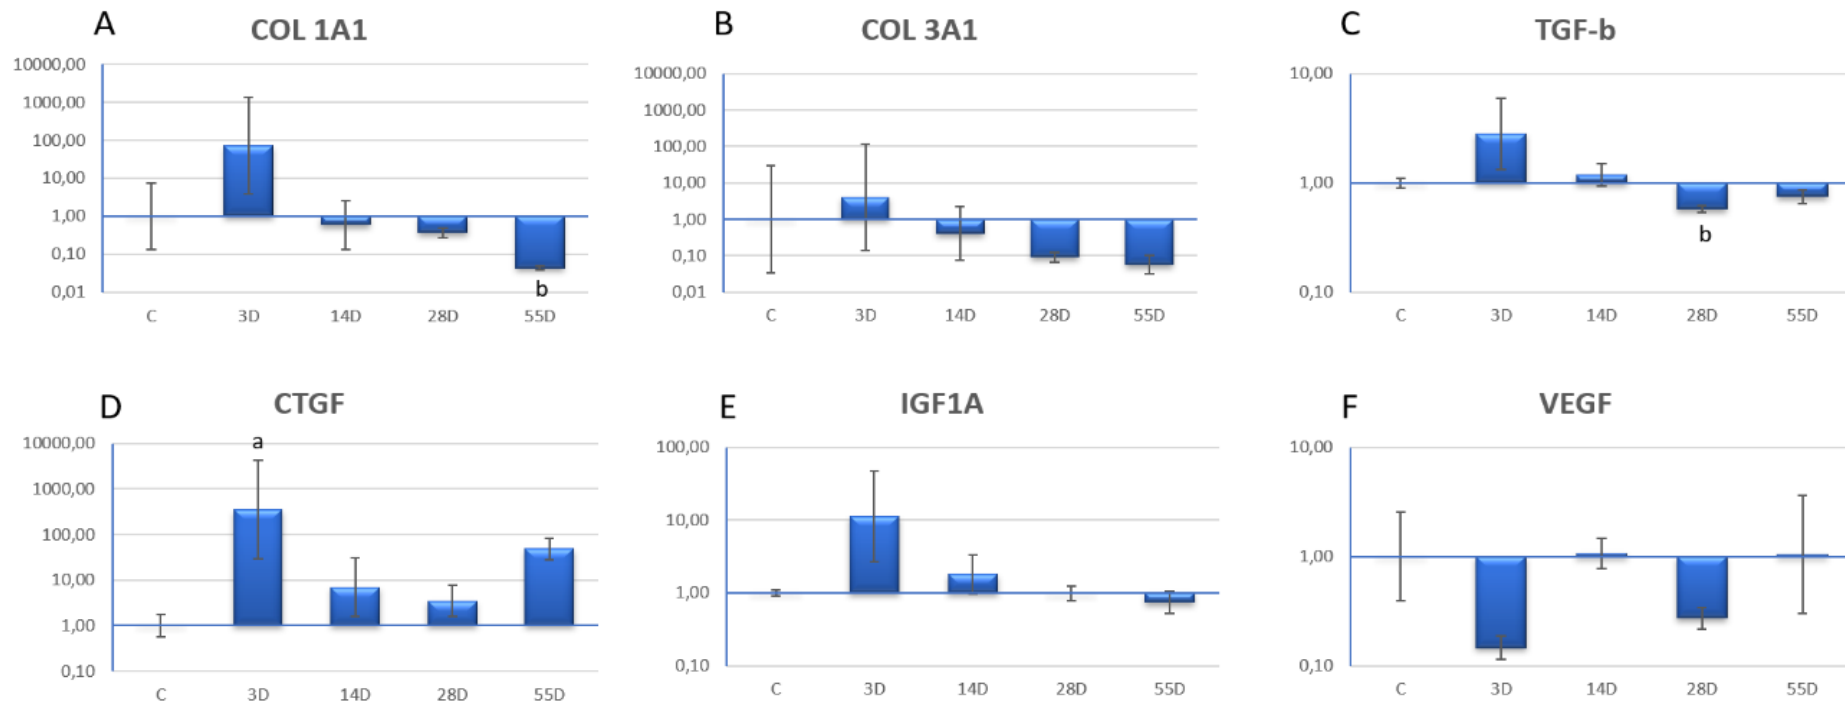 A
COL 1A1
10000,00
1000,00
100,00
10,00
1,00
0,10
0,01
b
C 3D 14D 28D 55D
B
COL 3A1
10000,00
1000,00
100,00
10,00
1,00
0,10
0,01
C 3D 14D 28D 55D
C
TGF-b
10,00
1,00
0,10
b
C 3D 14D 28D 55D
D
CTGF
10000,00
1000,00
100,00
10,00
1,00
0,10
a
C 3D 14D 28D 55D
E
IGF1A
100,00
10,00
1,00
0,10
C 3D 14D 28D 55D
F
VEGF
10,00
1,00
0,10
C 3D 14D 28D 55D